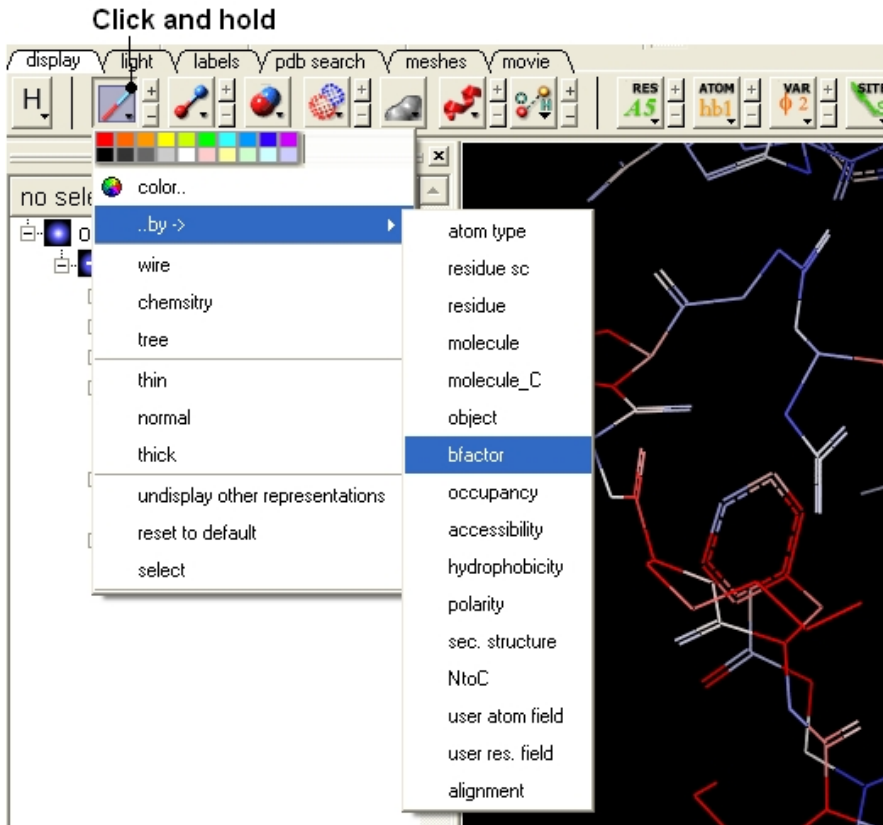 Click and hold
display light labels pdb search meshes movie
H
RES A5 ATOM hb1 VAR ϕ 2 SITE
color..
no sele
..by ->
wire
chemsitry
tree
thin
normal
thick
undisplay other representations
reset to default
select
atom type
residue sc
residue
molecule
molecule_C
object
bfactor
occupancy
accessibility
hydrophobicity
polarity
sec. structure
NtoC
user atom field
user res. field
alignment